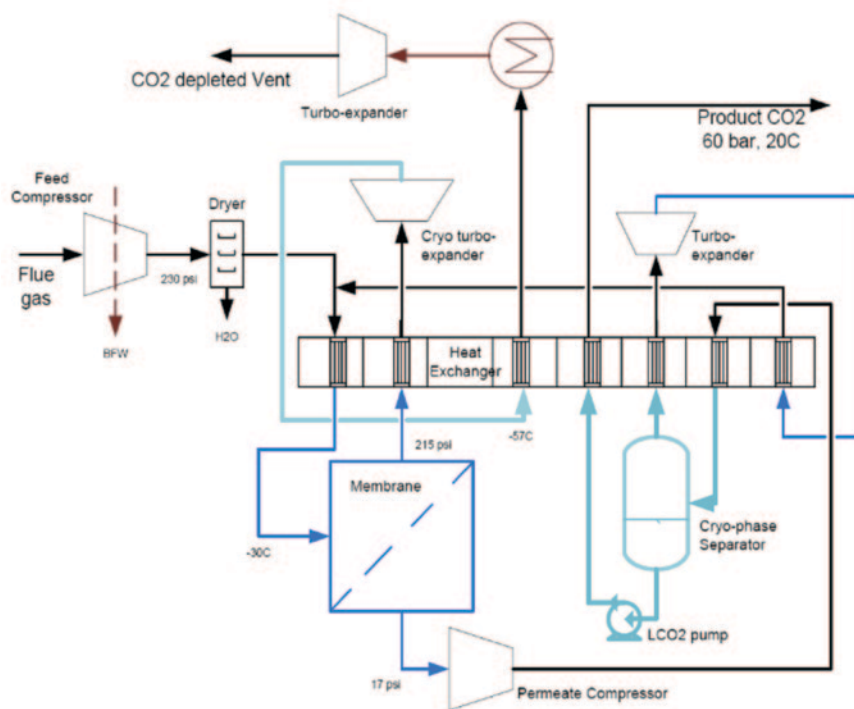 CO2 depleted Vent
Turbo-expander
Product CO2
60 bar, 20C
Feed
Compressor
Dryer
Cryo turbo-
expander
Turbo-
expander
Flue
gas
230 psi
BFW
H2O
Heat
Exchanger
215 psi
-57C
Membrane
-30C
Cryo-phase
Separator
LCO2 pump
17 psi
Permeate Compressor